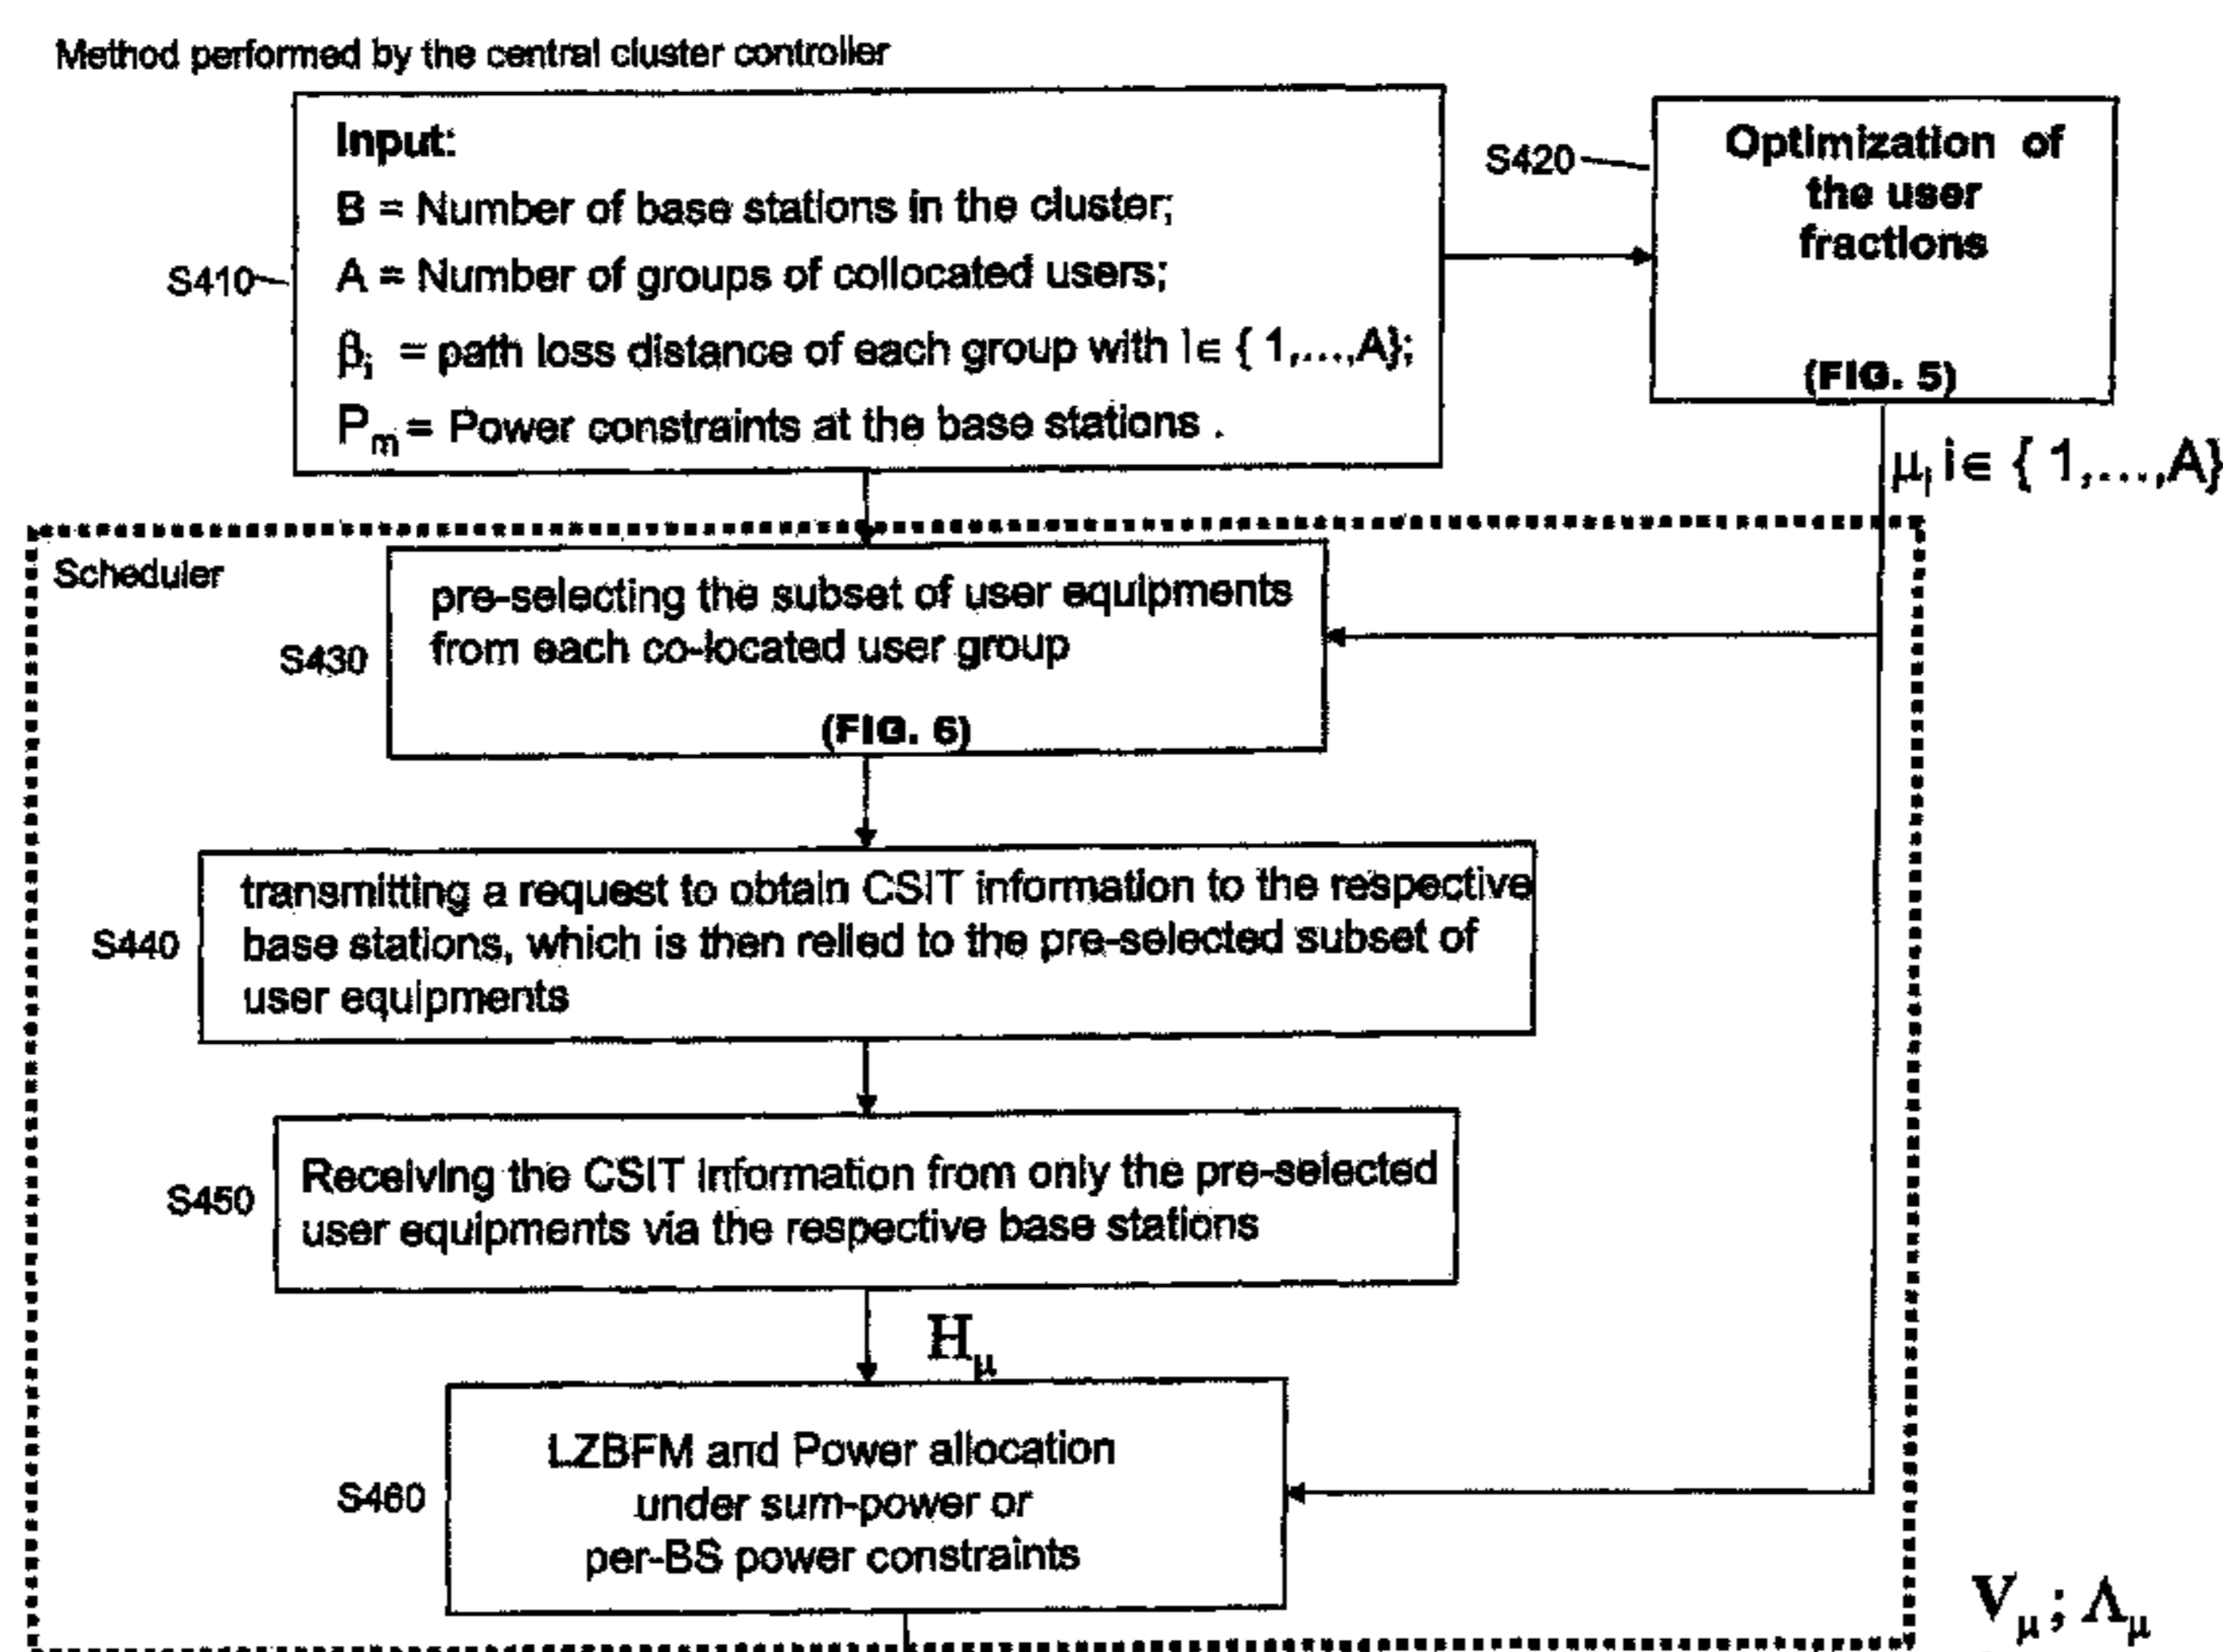 Method performed by the central cluster controller
Input:
B = Number of base stations in the cluster;
A = Number of groups of collocated users;
βi = path loss distance of each group with i∈ { 1,...,A};
Pm = Power constraints at the base stations .
S410
S420
Optimization of
the user
fractions
(FIG. 5)
μi i∈ { 1,...,A}
Scheduler
pre-selecting the subset of user equipments
from each co-located user group
(FIG. 6)
S430
transmitting a request to obtain CSIT information to the respective
base stations, which is then relied to the pre-selected subset of
user equipments
S440
Receiving the CSIT Information from only the pre-selected
user equipments via the respective base stations
S450
Hμ
LZBFM and Power allocation
under sum-power or
per-BS power constraints
S460
Vμ ; Λμ